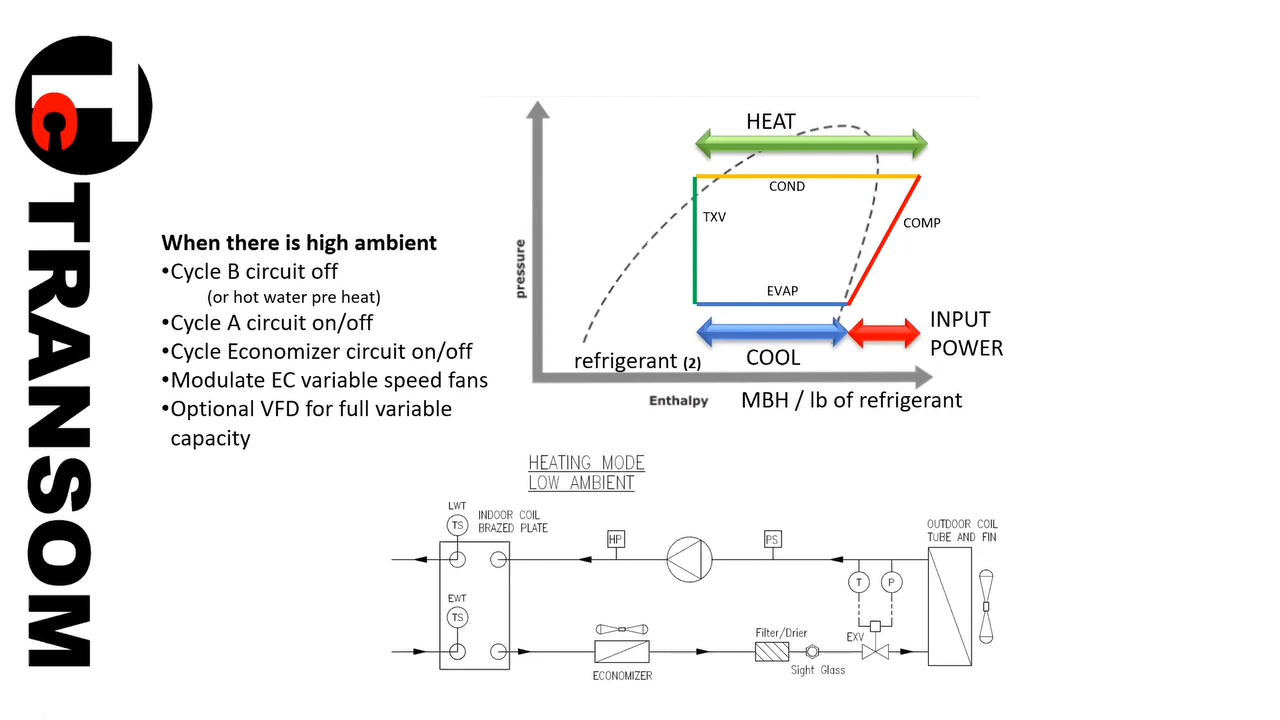 TC
TRANSOM
When there is high ambient
•Cycle B circuit off
(or hot water pre heat)
•Cycle A circuit on/off
•Cycle Economizer circuit on/off
•Modulate EC variable speed fans
•Optional VFD for full variable
capacity
HEAT
COND
TXV
COMP
pressure
EVAP
INPUT
POWER
refrigerant (2)
COOL
Enthalpy
MBH / lb of refrigerant
HEATING MODE
LOW AMBIENT
LWT
TS
INDOOR COIL
BRAZED PLATE
HP
PS
OUTDOOR COIL
TUBE AND FIN
T
P
EWT
TS
ECONOMIZER
Filter/Drier
Sight Glass
EXV